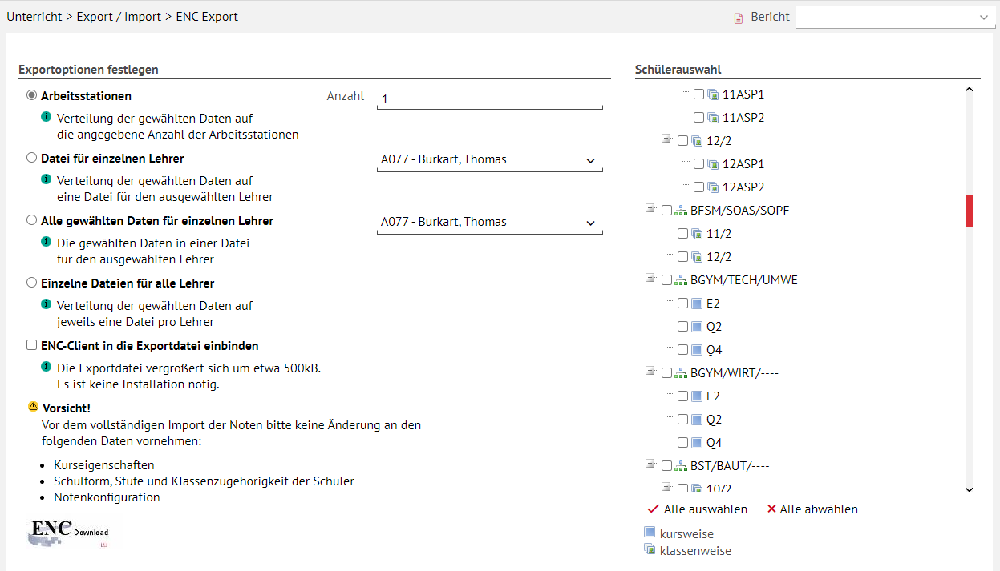 Unterricht > Export / Import > ENC Export
Bericht
Exportoptionen festlegen
Arbeitsstationen
Anzahl
1
Verteilung der gewählten Daten auf
die angegebene Anzahl der Arbeitsstationen
Datei für einzelnen Lehrer
A077 - Burkart, Thomas
Verteilung der gewählten Daten auf
eine Datei für den ausgewählten Lehrer
Alle gewählten Daten für einzelnen Lehrer
A077 - Burkart, Thomas
Die gewählten Daten in einer Datei
für den ausgewählten Lehrer
Einzelne Dateien für alle Lehrer
Verteilung der gewählten Daten auf
jeweils eine Datei pro Lehrer
ENC-Client in die Exportdatei einbinden
Die Exportdatei vergrößert sich um etwa 500kB.
Es ist keine Installation nötig.
Vorsicht!
Vor dem vollständigen Import der Noten bitte keine Änderung an den
folgenden Daten vornehmen:
• Kurseigenschaften
• Schulform, Stufe und Klassenzugehörigkeit der Schüler
• Notenkonfiguration
ENC Download
Schülerauswahl
11ASP1
11ASP2
12/2
12ASP1
12ASP2
BFSM/SOAS/SOPF
11/2
12/2
BGYM/TECH/UMWE
E2
Q2
Q4
BGYM/WIRT/----
E2
Q2
Q4
BST/BAUT/----
10/2
Alle auswählen
Alle abwählen
kursweise
klassenweise